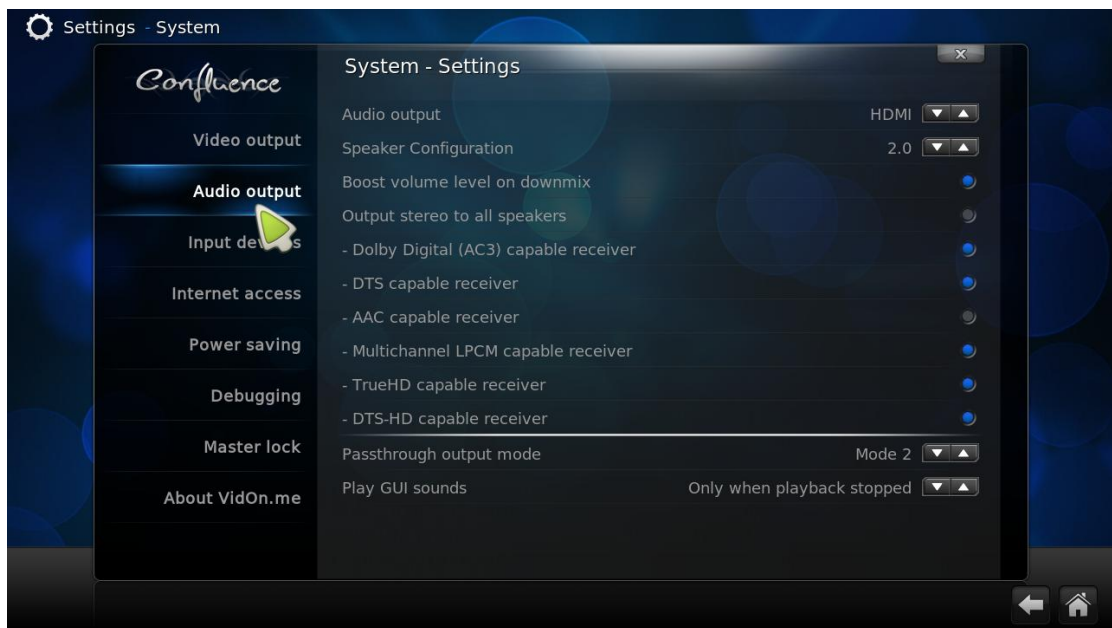 Settings - System
Confluence
Video output
Audio output
Input devices
Internet access
Power saving
Debugging
Master lock
About VidOn.me
System - Settings
Audio output HDMI
Speaker Configuration 2.0
Boost volume level on downmix
Output stereo to all speakers
- Dolby Digital (AC3) capable receiver
- DTS capable receiver
- AAC capable receiver
- Multichannel LPCM capable receiver
- TrueHD capable receiver
- DTS-HD capable receiver
Passthrough output mode Mode 2
Play GUI sounds Only when playback stopped